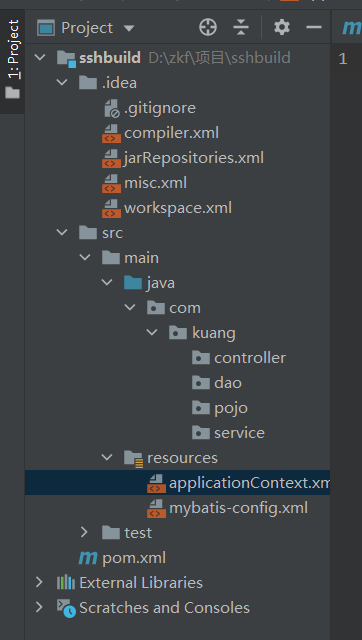 Project
1: Project
1
sshbuild D:\zkf\项目\sshbuild
.idea
.gitignore
compiler.xml
jarRepositories.xml
misc.xml
workspace.xml
src
main
java
com
kuang
controller
dao
pojo
service
resources
applicationContext.xm
mybatis-config.xml
test
pom.xml
External Libraries
Scratches and Consoles